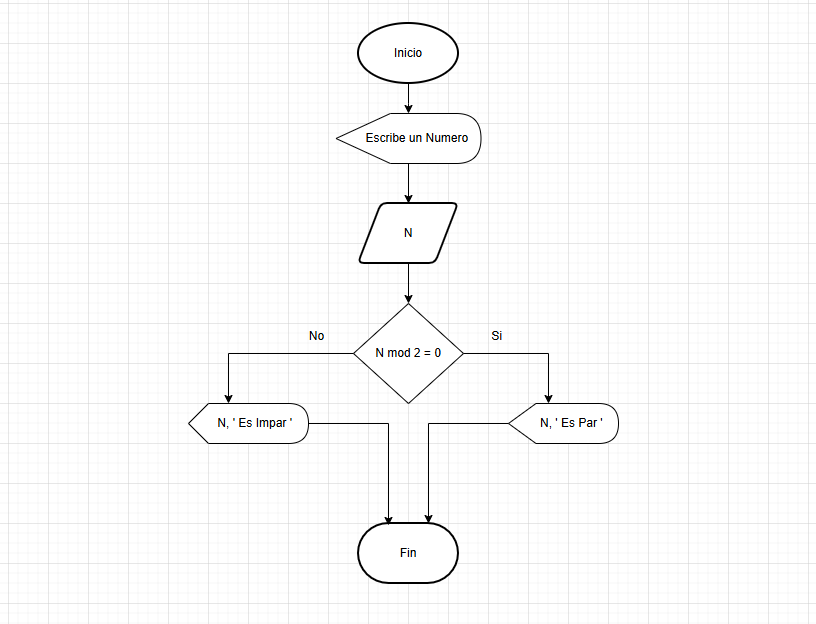 Inicio
Escribe un Numero
N
N mod 2 = 0
No
Si
N, ' Es Impar '
N, ' Es Par '
Fin